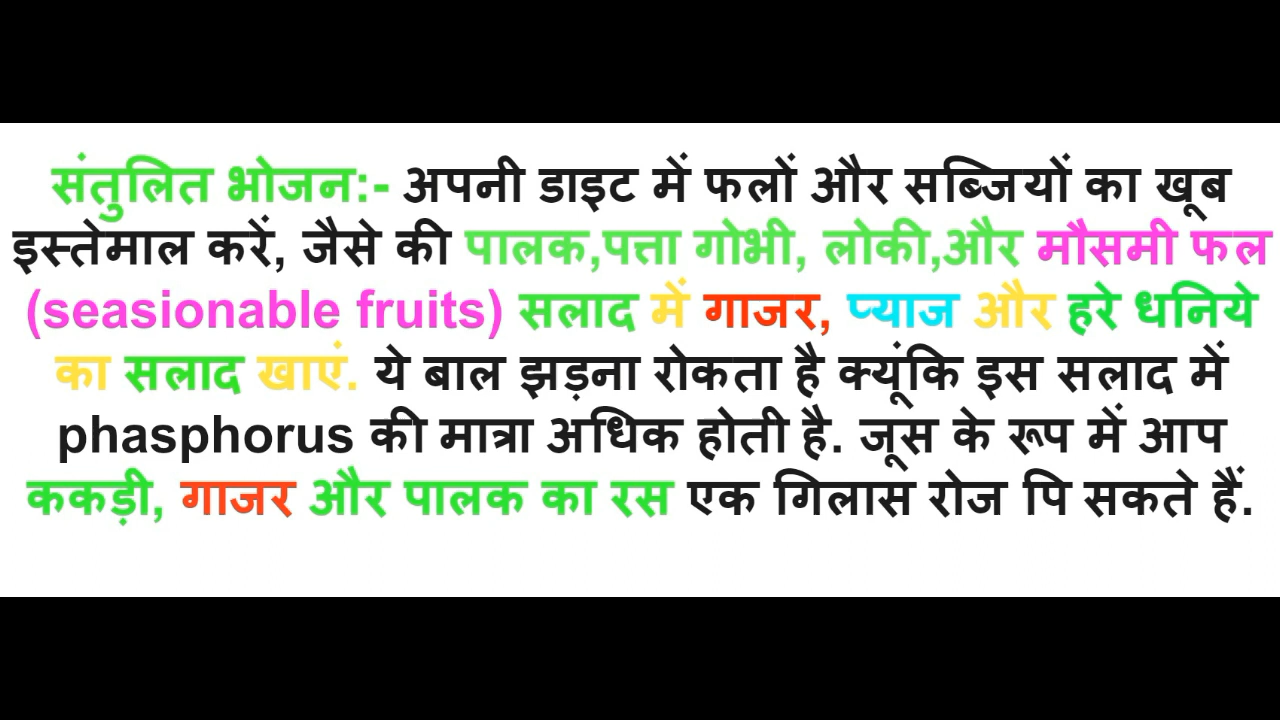 संतुलित भोजन:- अपनी डाइट में फलों और सब्जियों का खूब
इस्तेमाल करें, जैसे की पालक,पत्ता गोभी, लोकी,और मौसमी फल
(seasionable fruits) सलाद में गाजर, प्याज और हरे धनिये
का सलाद खाएं. ये बाल झड़ना रोकता है क्यूंकि इस सलाद में
phasphorus की मात्रा अधिक होती है. जूस के रूप में आप
ककड़ी, गाजर और पालक का रस एक गिलास रोज पि सकते हैं.